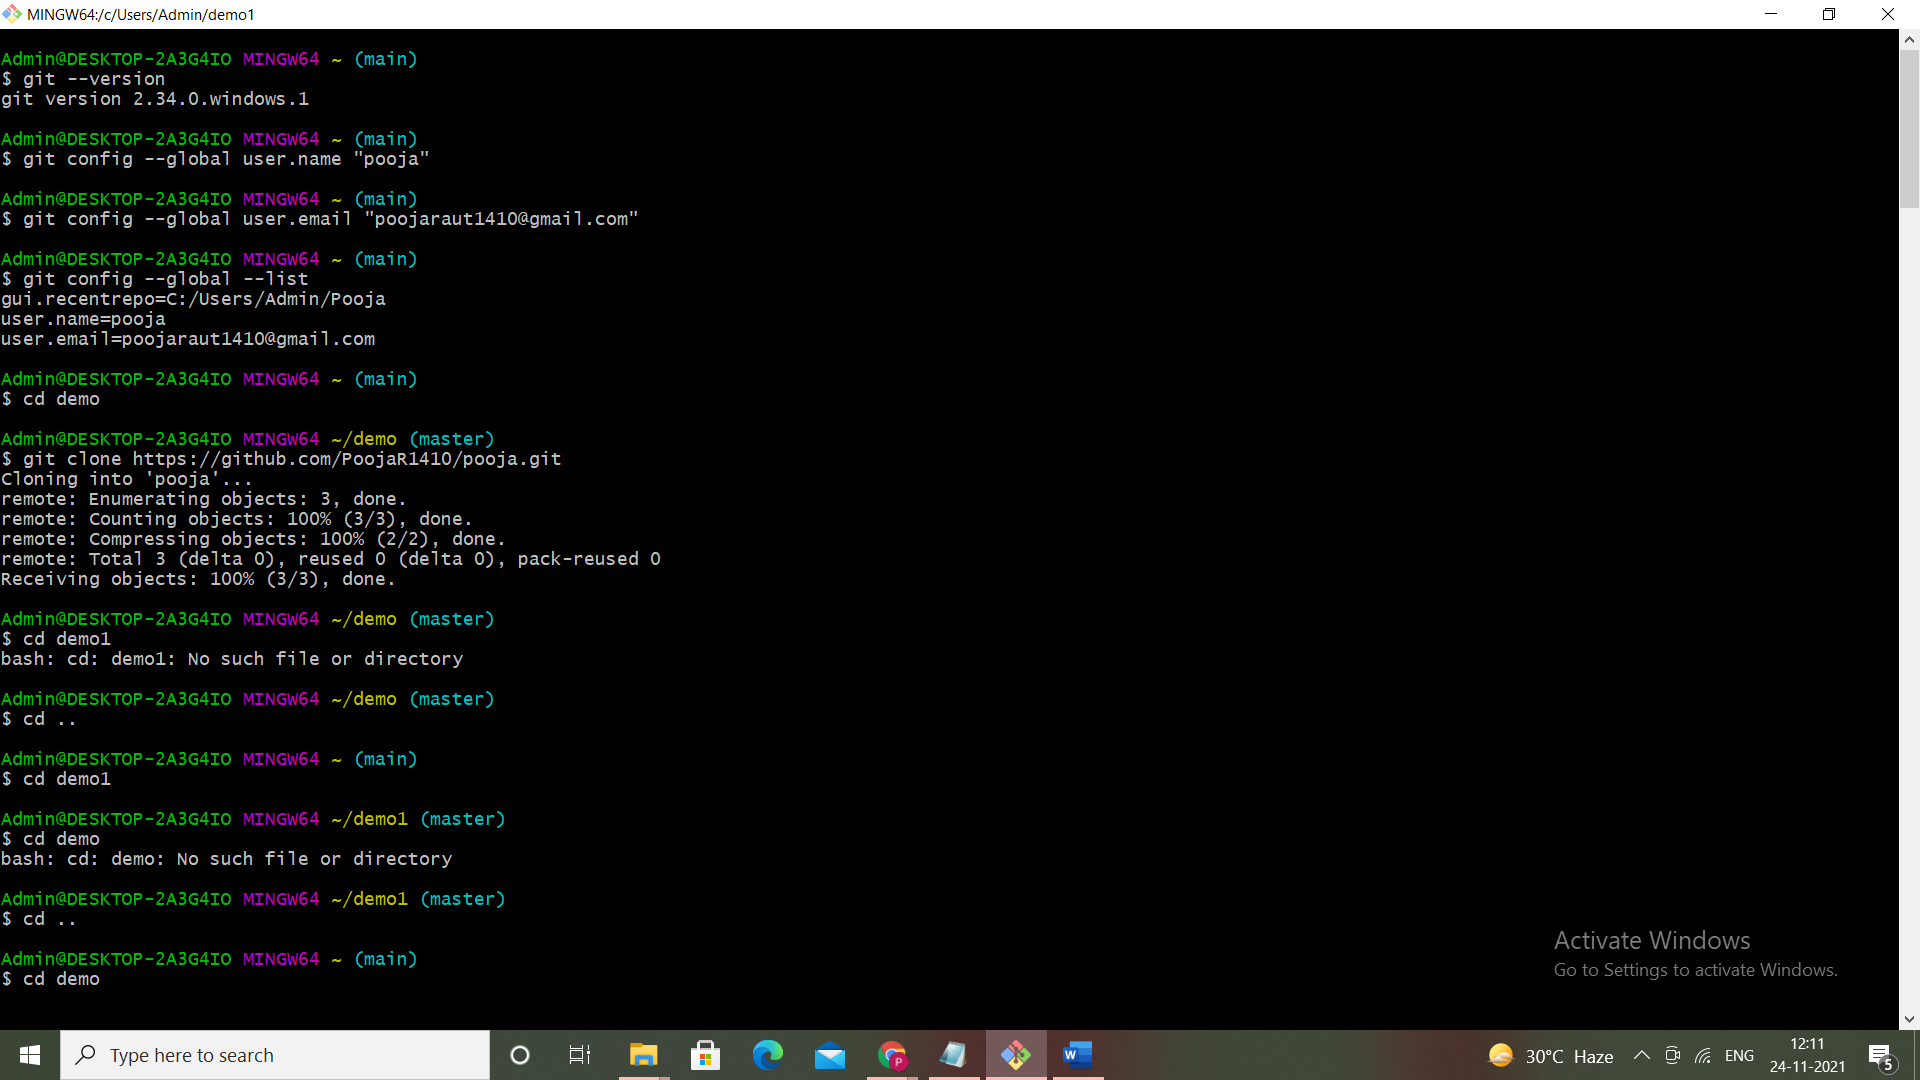 MINGW64:/c/Users/Admin/demo1
Admin@DESKTOP-2A3G4IO MINGW64 ~ (main)
$ git --version
git version 2.34.0.windows.1
Admin@DESKTOP-2A3G4IO MINGW64 ~ (main)
$ git config --global user.name "pooja"
Admin@DESKTOP-2A3G4IO MINGW64 ~ (main)
$ git config --global user.email "poojaraut1410@gmail.com"
Admin@DESKTOP-2A3G4IO MINGW64 ~ (main)
$ git config --global --list
gui.recentrepo=C:/Users/Admin/Pooja
user.name=pooja
user.email=poojaraut1410@gmail.com
Admin@DESKTOP-2A3G4IO MINGW64 ~ (main)
$ cd demo
Admin@DESKTOP-2A3G4IO MINGW64 ~/demo (master)
$ git clone https://github.com/PoojaR1410/pooja.git
Cloning into 'pooja'...
remote: Enumerating objects: 3, done.
remote: Counting objects: 100% (3/3), done.
remote: Compressing objects: 100% (2/2), done.
remote: Total 3 (delta 0), reused 0 (delta 0), pack-reused 0
Receiving objects: 100% (3/3), done.
Admin@DESKTOP-2A3G4IO MINGW64 ~/demo (master)
$ cd demo1
bash: cd: demo1: No such file or directory
Admin@DESKTOP-2A3G4IO MINGW64 ~/demo (master)
$ cd ..
Admin@DESKTOP-2A3G4IO MINGW64 ~ (main)
$ cd demo1
Admin@DESKTOP-2A3G4IO MINGW64 ~/demo1 (master)
$ cd demo
bash: cd: demo: No such file or directory
Admin@DESKTOP-2A3G4IO MINGW64 ~/demo1 (master)
$ cd ..
Admin@DESKTOP-2A3G4IO MINGW64 ~ (main)
$ cd demo
Activate Windows
Go to Settings to activate Windows.
Type here to search
P
W
30°C Haze
ENG
12:11
24-11-2021
5